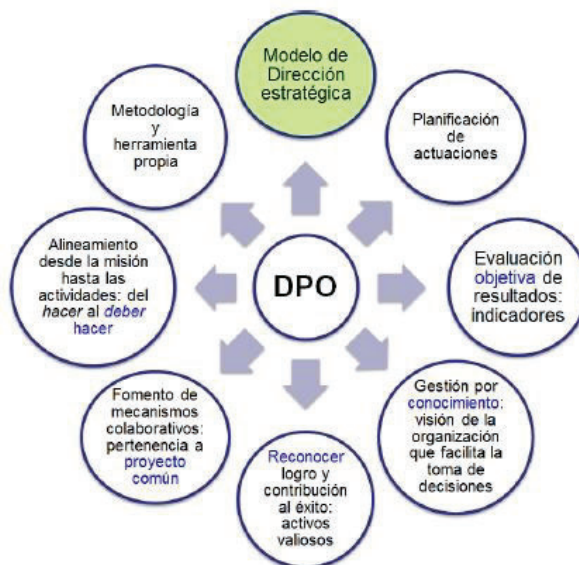 Modelo de
Dirección
estratégica
Planificación
de
actuaciones
Evaluación
objetiva de
resultados:
indicadores
Gestión por
conocimiento:
visión de la
organización
que facilita la
toma de
decisiones
Reconocer
logro y
contribución
al éxito:
activos
valiosos
Fomento de
mecanismos
colaborativos:
pertenencia a
proyecto
común
Alineamiento
desde la misión
hasta las
actividades: del
hacer al deber
hacer
Metodología
y
herramienta
propia
DPO